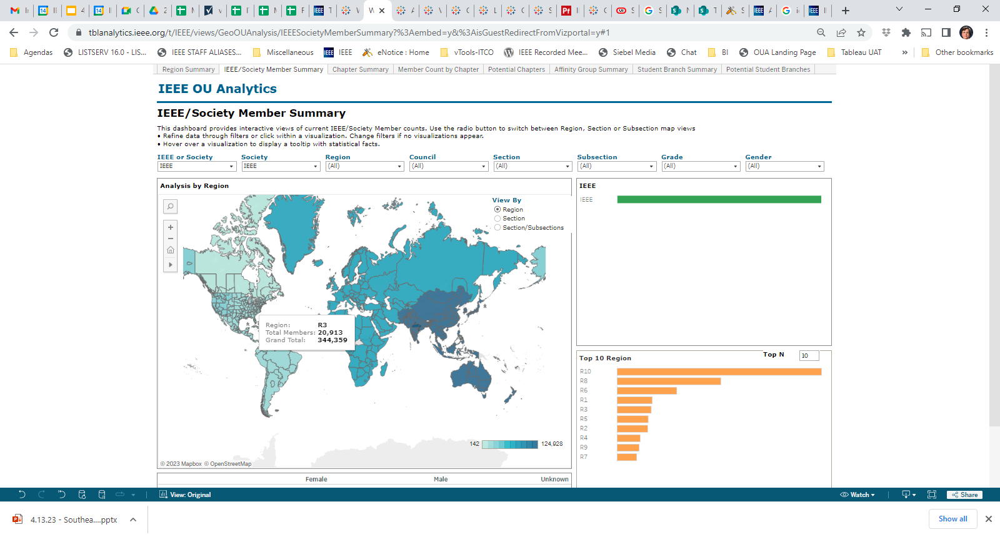 tblanalytics.ieee.org/t/IEEE/views/GeoOUAnalysis/IEEESocietyMemberSummary?%3Aembed=y&%3AisGuestRedirectFromVizportal=y#1
Agendas LISTSERV 16.0 - LIS... IEEE STAFF ALIASES... Miscellaneous IEEE IEEE eNotice : Home vTools-ITCO IEEE Recorded Mee... Siebel Media Chat BI OUA Landing Page Tableau UAT » Other bookmarks
Region Summary IEEE/Society Member Summary Chapter Summary Member Count by Chapter Potential Chapters Affinity Group Summary Student Branch Summary Potential Student Branches
IEEE OU Analytics
IEEE/Society Member Summary
This dashboard provides interactive views of current IEEE/Society Member counts. Use the radio button to switch between Region, Section or Subsection map views
• Refine data through filters or click within a visualization. Change filters if no visualizations appear.
• Hover over a visualization to display a tooltip with statistical facts.
IEEE or Society Society Region Council Section Subsection Grade Gender
IEEE IEEE (All) (All) (All) (All) (All) (All)
Analysis by Region
View By
Region
Section
Section/Subsections
Region: R3
Total Members: 20,913
Grand Total: 344,359
142 124,928
© 2023 Mapbox © OpenStreetMap
IEEE
IEEE
Top 10 Region Top N 10
R10
R8
R6
R1
R3
R5
R2
R4
R9
R7
Female Male Unknown
View: Original Watch Share
4.13.23 - Southea....pptx Show all